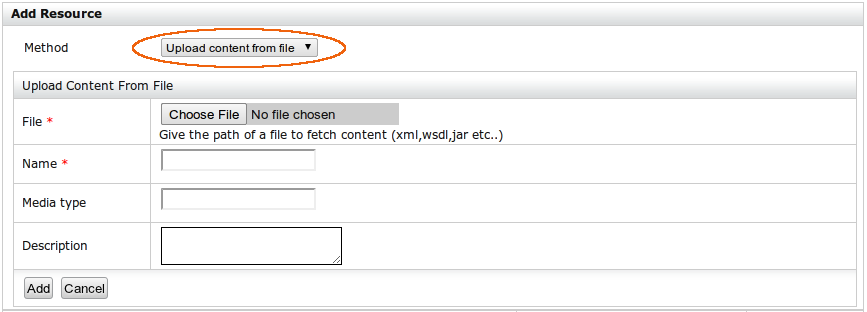 Add Resource
Method Upload content from file
Upload Content From File
File * Choose File No file chosen
Give the path of a file to fetch content (xml,wsdl,jar etc..)
Name *
Media type
Description
Add Cancel